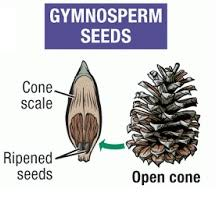 GYMNOSPERM
SEEDS
Cone
scale
Ripened
seeds
Open cone